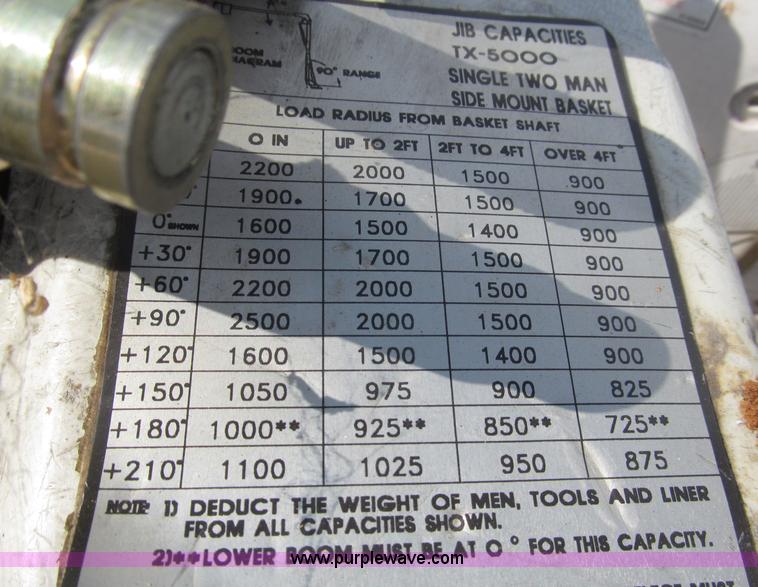 JIB CAPACITIES
TX-5000
SINGLE TWO MAN
SIDE MOUNT BASKET
90° RANGE
LOAD RADIUS FROM BASKET SHAFT
0 IN UP TO 2FT 2FT TO 4FT OVER 4FT
2200 2000 1500 900
1900 1700 1500 900
0° SHOWN 1600 1500 1400 900
+30° 1900 1700 1500 900
+60° 2200 2000 1500 900
+90° 2500 2000 1500 900
+120° 1600 1500 1400 900
+150° 1050 975 900 825
+180° 1000** 925** 850** 725**
+210° 1100 1025 950 875
NOTE: 1) DEDUCT THE WEIGHT OF MEN, TOOLS AND LINER
FROM ALL CAPACITIES SHOWN.
2)**LOWER BOOM MUST BE AT 0° FOR THIS CAPACITY.
www.purplewave.com